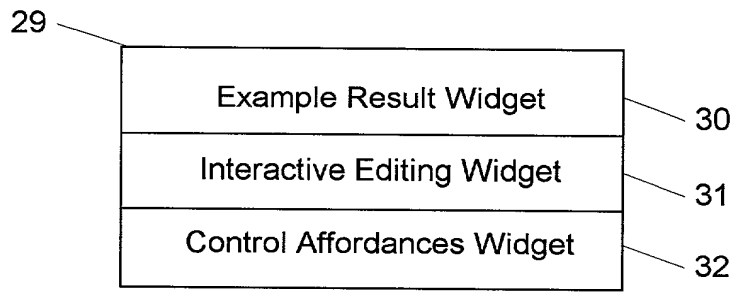 29
Example Result Widget
30
Interactive Editing Widget
31
Control Affordances Widget
32